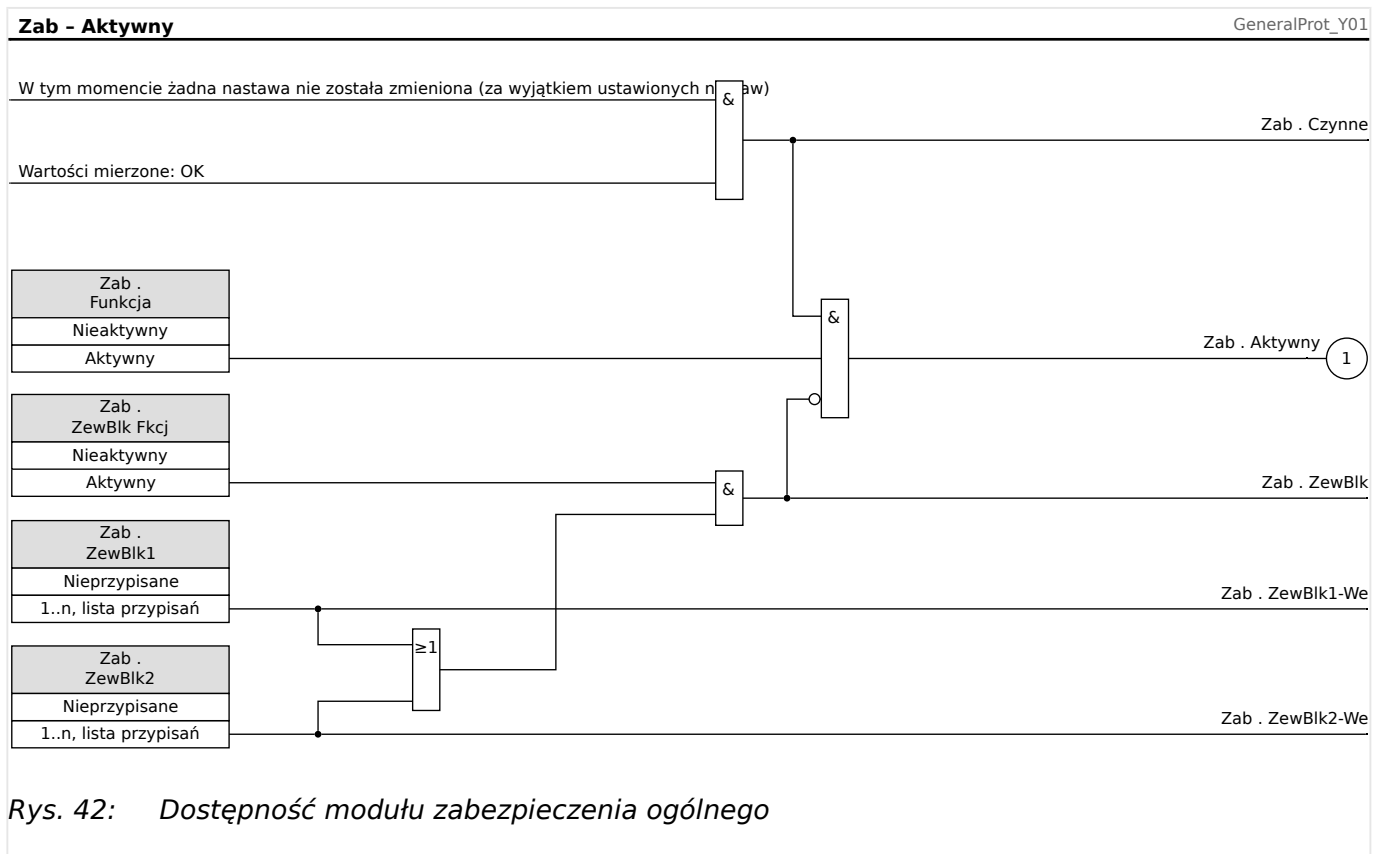 Zab – Aktywny
GeneralProt_Y01
W tym momencie żadna nastawa nie została zmieniona (za wyjątkiem ustawionych n aw)
&
Zab . Czynne
Wartości mierzone: OK
Zab .
Funkcja
Nieaktywny
Aktywny
&
Zab . Aktywny
1
Zab .
ZewBlk Fkcj
Nieaktywny
Aktywny
&
Zab . ZewBlk
Zab .
ZewBlk1
Nieprzypisane
1..n, lista przypisań
Zab . ZewBlk1-We
≥1
Zab .
ZewBlk2
Nieprzypisane
1..n, lista przypisań
Zab . ZewBlk2-We
Rys. 42: Dostępność modułu zabezpieczenia ogólnego